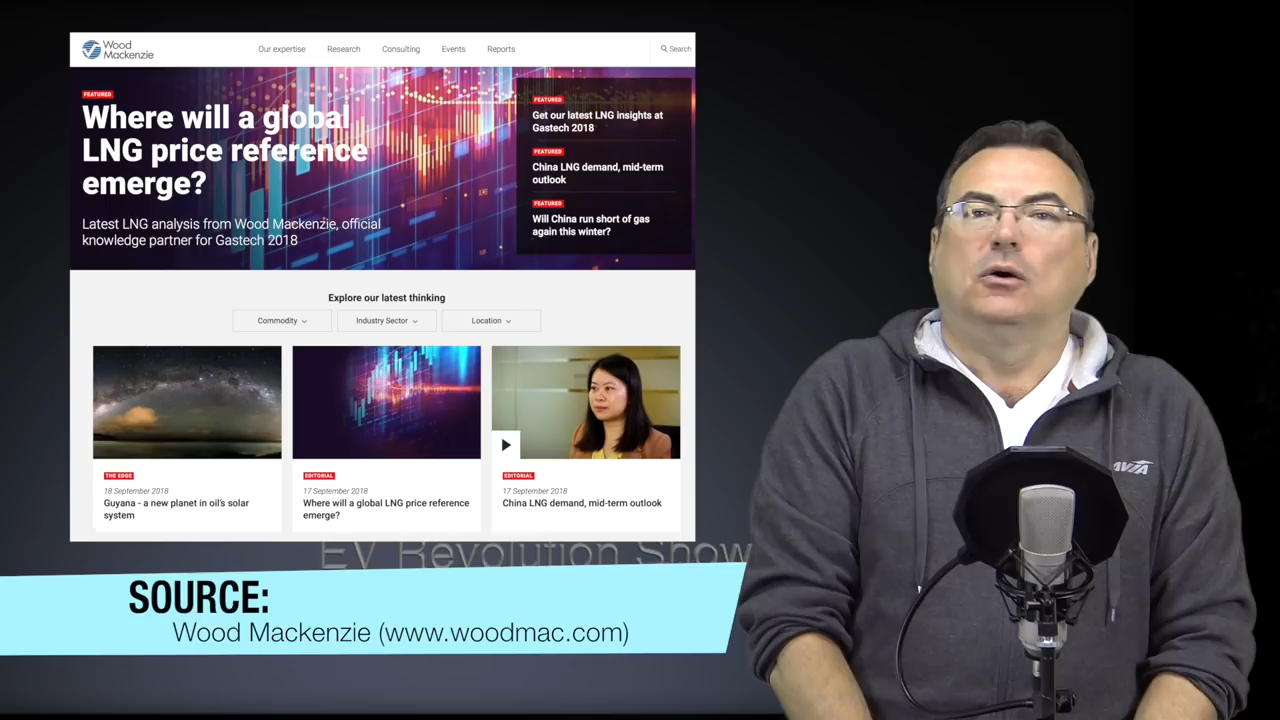 Wood
Mackenzie
Our expertise
Research
Consulting
Events
Reports
Search
FEATURED
Where will a global
LNG price reference
emerge?
Latest LNG analysis from Wood Mackenzie, official
knowledge partner for Gastech 2018
FEATURED
Get our latest LNG insights at
Gastech 2018
FEATURED
China LNG demand, mid-term
outlook
FEATURED
Will China run short of gas
again this winter?
Explore our latest thinking
Commodity
Industry Sector
Location
THE EDGE
18 September 2018
Guyana - a new planet in oil's solar
system
EDITORIAL
17 September 2018
Where will a global LNG price reference
emerge?
EDITORIAL
17 September 2018
China LNG demand, mid-term outlook
EV Revolution Show
SOURCE:
Wood Mackenzie (www.woodmac.com)
AVIA